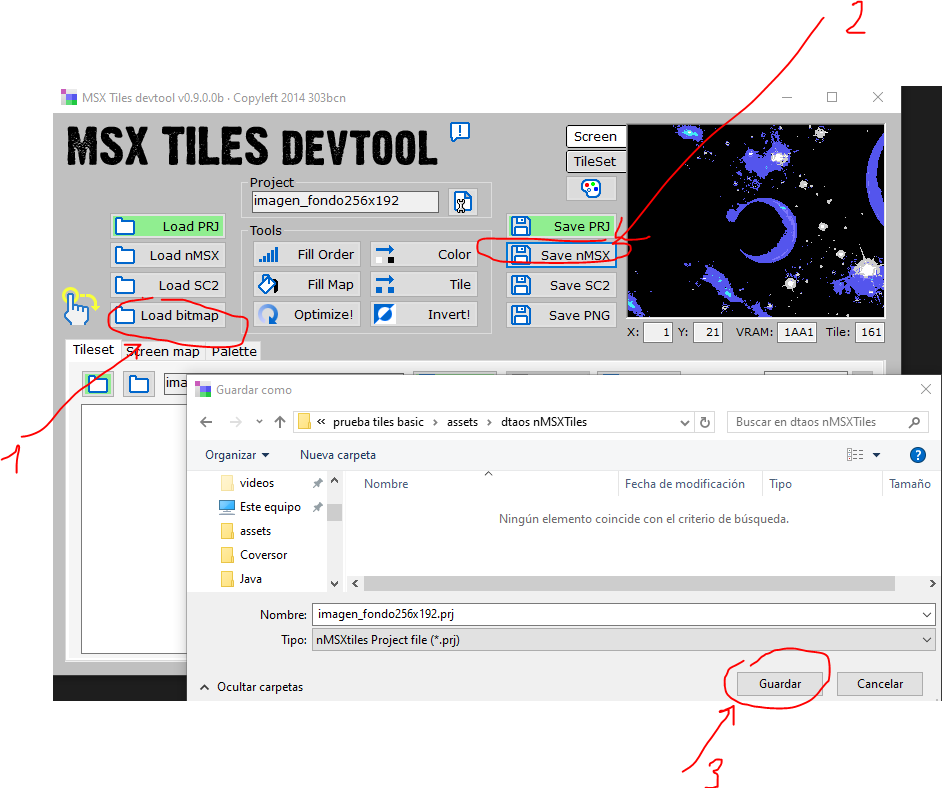 2
MSX Tiles devtool v0.9.0.0b · Copyleft 2014 303bcn
MSX TILES DEVTOOL
Screen
TileSet
Project
imagen_fondo256x192
Load PRJ
Load nMSX
Load SC2
Load bitmap
Tools
Fill Order
Color
Fill Map
Tile
Optimize!
Invert!
Save PRJ
Save nMSX
Save SC2
Save PNG
X: 1 Y: 21 VRAM: 1AA1 Tile: 161
Tileset Screen map Palette
1
ima
Guardar como
« prueba tiles basic › assets › dtaos nMSXTiles
Buscar en dtaos nMSXTiles
Organizar Nueva carpeta
Nombre Fecha de modificación Tipo Tamaño
videos
Este equipo
assets
Coversor
Java
Ningún elemento coincide con el criterio de búsqueda.
Nombre: imagen_fondo256x192.prj
Tipo: nMSXtiles Project file (*.prj)
Ocultar carpetas
Guardar
Cancelar
3